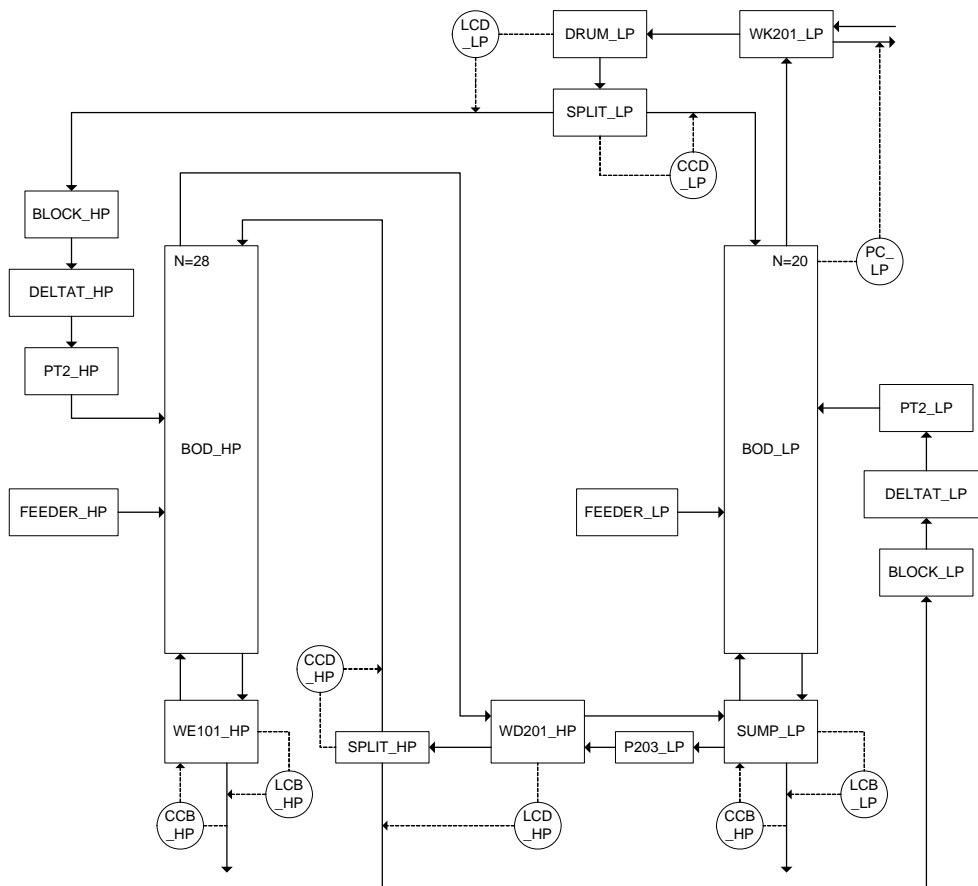 LCD
_LP
DRUM_LP
WK201_LP
SPLIT_LP
CCD
_LP
BLOCK_HP
N=28
N=20
PC_
LP
DELTAT_HP
PT2_HP
PT2_LP
BOD_HP
BOD_LP
DELTAT_LP
FEEDER_HP
FEEDER_LP
BLOCK_LP
CCD
_HP
WE101_HP
SPLIT_HP
WD201_HP
P203_LP
SUMP_LP
LCB
_HP
LCB
_LP
CCB
_HP
LCD
_HP
CCB
_HP